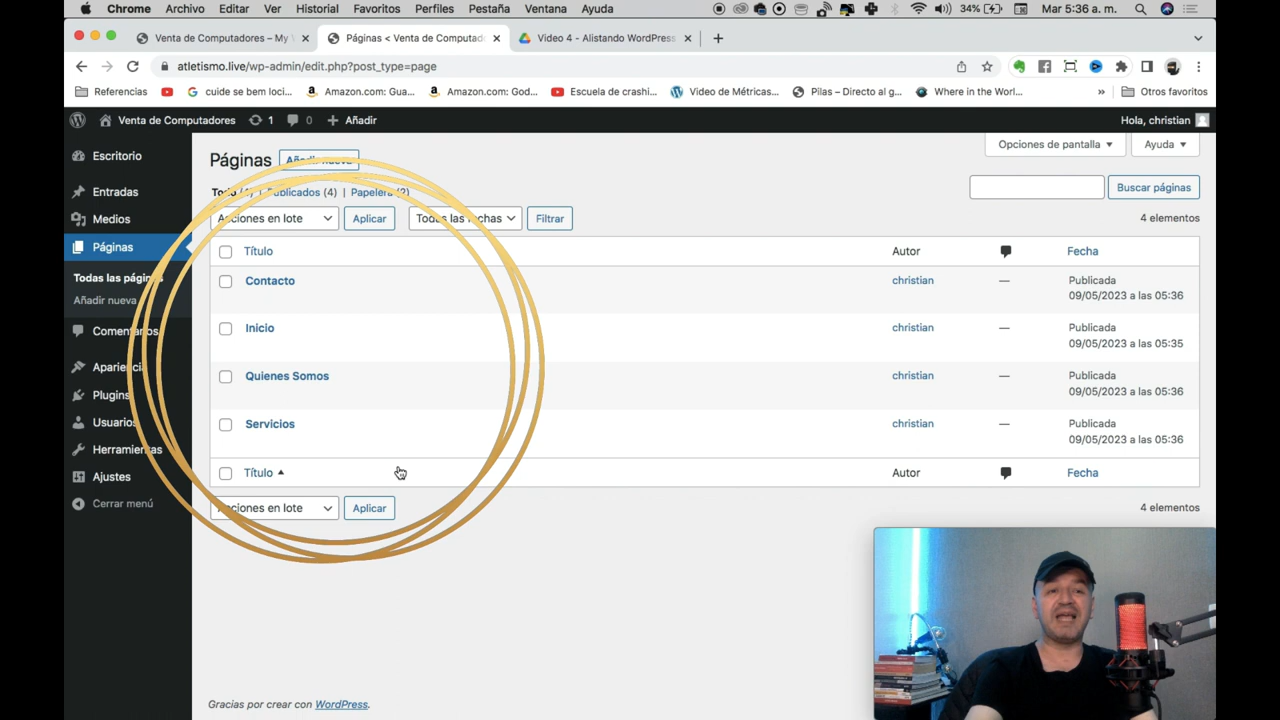 Chrome Archivo Editar Ver Historial Favoritos Perfiles Pestaña Ventana Ayuda 34% Mar 5:36 a. m.
Venta de Computadores – My W Páginas < Venta de Computado Video 4 - Alistando WordPress
atletismo.live/wp-admin/edit.php?post_type=page
Referencias cuide se bem loci... Amazon.com: Gua... Amazon.com: God... Escuela de crashi... Video de Métricas... Pilas – Directo al g... Where in the Worl... » Otros favoritos
Venta de Computadores 1 0 + Añadir Hola, christian
Opciones de pantalla ▼ Ayuda ▼
Escritorio
Entradas
Medios
Páginas
Todas las páginas
Añadir nueva
Comentarios
Apariencia
Plugins
Usuarios
Herramientas
Ajustes
Cerrar menú
Páginas Añadir nueva
Todo (4) | Publicados (4) | Papelera (2)
Buscar páginas
Acciones en lote Aplicar Todas las fechas Filtrar 4 elementos
Título Autor Fecha
Contacto christian — Publicada
09/05/2023 a las 05:36
Inicio christian — Publicada
09/05/2023 a las 05:35
Quienes Somos christian — Publicada
09/05/2023 a las 05:36
Servicios christian — Publicada
09/05/2023 a las 05:36
Título ▲ Autor Fecha
Acciones en lote Aplicar 4 elementos
Gracias por crear con WordPress.